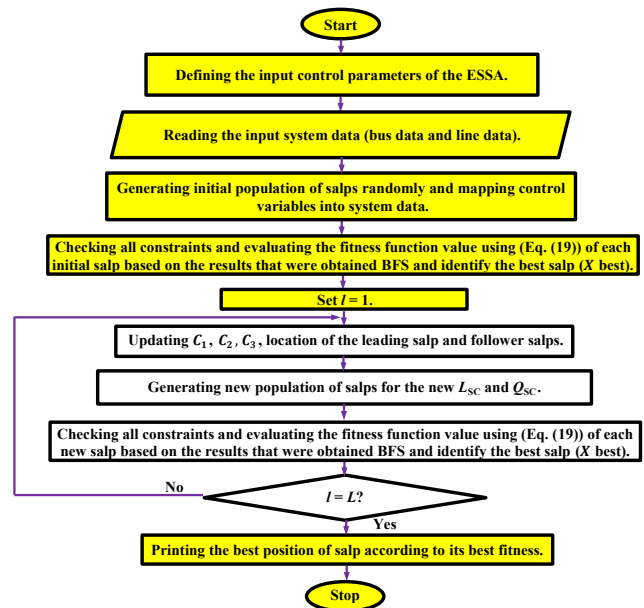 Start
Defining the input control parameters of the ESSA.
Reading the input system data (bus data and line data).
Generating initial population of salps randomly and mapping control
variables into system data.
Checking all constraints and evaluating the fitness function value using (Eq. (19)) of each
initial salp based on the results that were obtained BFS and identify the best salp (X best).
Set l = 1.
Updating C₁, C₂, C₃, location of the leading salp and follower salps.
Generating new population of salps for the new L_SC and Q_SC.
Checking all constraints and evaluating the fitness function value using (Eq. (19)) of each
new salp based on the results that were obtained BFS and identify the best salp (X best).
No
l = L?
Yes
Printing the best position of salp according to its best fitness.
Stop